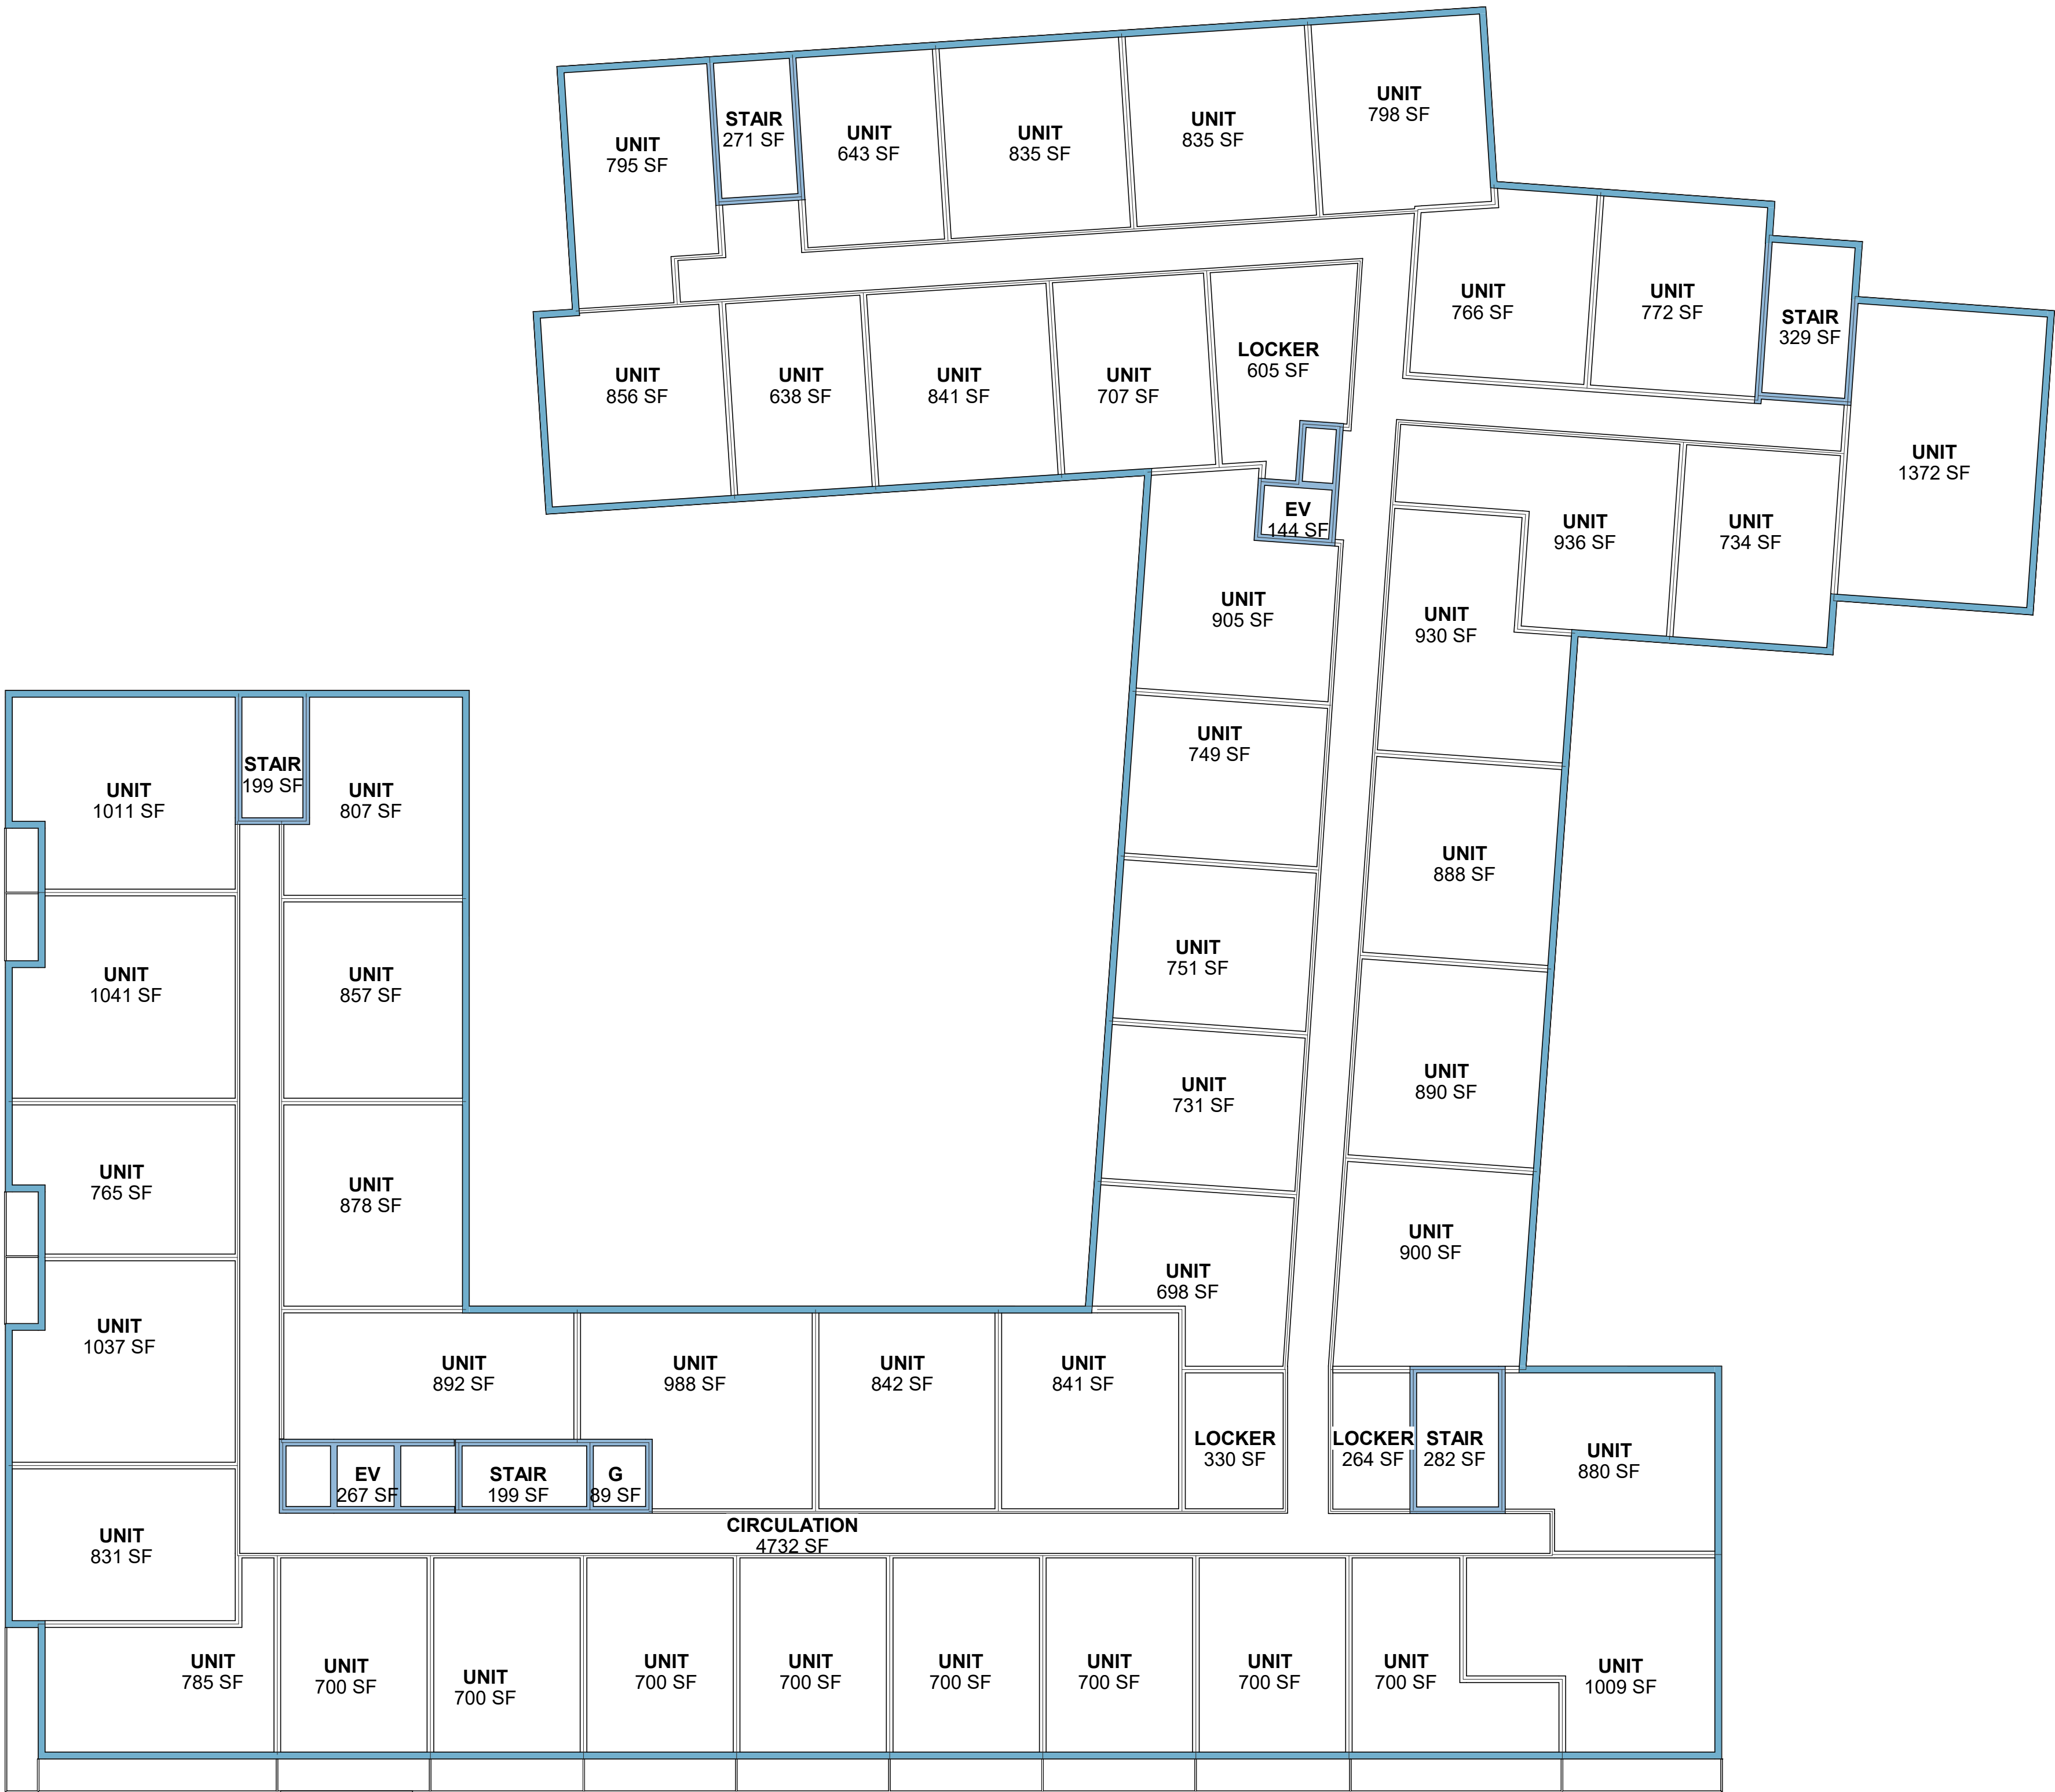 UNIT
798 SF
STAIR
271 SF
UNIT
643 SF
UNIT
835 SF
UNIT
835 SF
UNIT
795 SF
UNIT
766 SF
UNIT
772 SF
STAIR
329 SF
LOCKER
605 SF
UNIT
856 SF
UNIT
638 SF
UNIT
841 SF
UNIT
707 SF
UNIT
1372 SF
EV
144 SF
UNIT
936 SF
UNIT
734 SF
UNIT
905 SF
UNIT
930 SF
UNIT
749 SF
STAIR
199 SF
UNIT
1011 SF
UNIT
807 SF
UNIT
888 SF
UNIT
751 SF
UNIT
1041 SF
UNIT
857 SF
UNIT
890 SF
UNIT
731 SF
UNIT
765 SF
UNIT
878 SF
UNIT
900 SF
UNIT
698 SF
UNIT
1037 SF
UNIT
892 SF
UNIT
988 SF
UNIT
842 SF
UNIT
841 SF
LOCKER
330 SF
LOCKER
264 SF
STAIR
282 SF
UNIT
880 SF
EV
267 SF
STAIR
199 SF
G
89 SF
CIRCULATION
4732 SF
UNIT
831 SF
UNIT
785 SF
UNIT
700 SF
UNIT
700 SF
UNIT
700 SF
UNIT
700 SF
UNIT
700 SF
UNIT
700 SF
UNIT
700 SF
UNIT
700 SF
UNIT
1009 SF